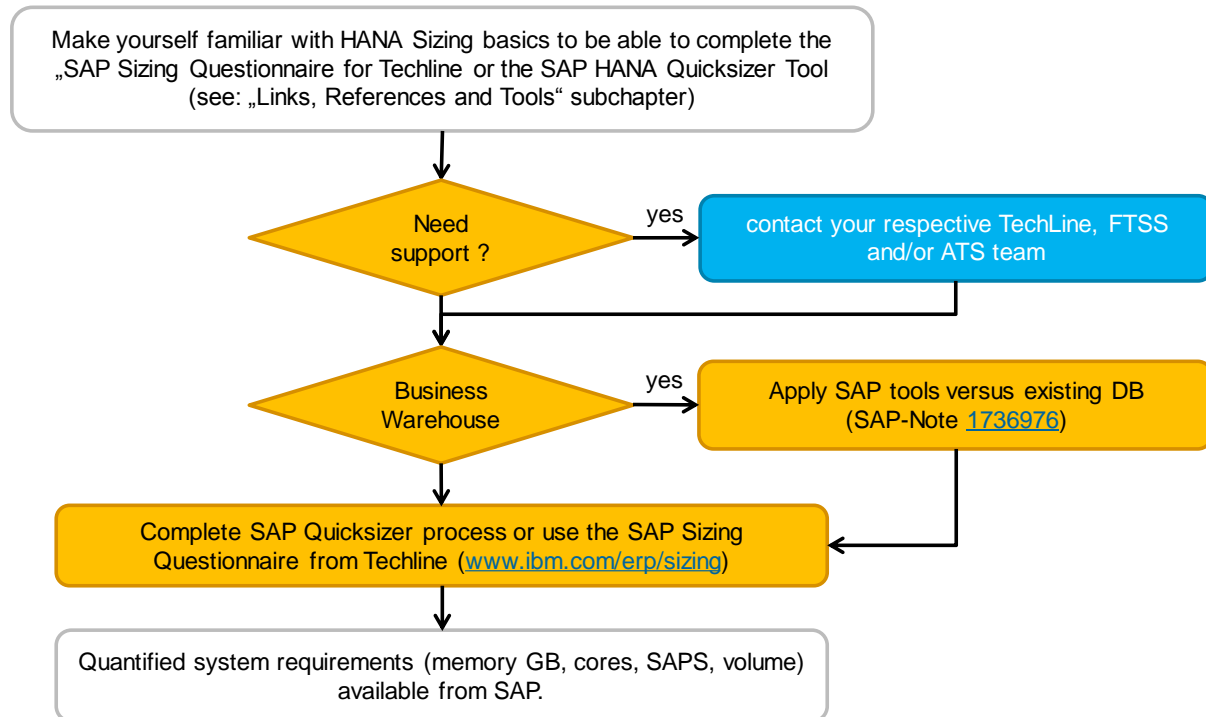 Make yourself familiar with HANA Sizing basics to be able to complete the
„SAP Sizing Questionnaire for Techline or the SAP HANA Quicksizer Tool
(see: „Links, References and Tools“ subchapter)
Need
support ?
yes
contact your respective TechLine, FTSS
and/or ATS team
Business
Warehouse
yes
Apply SAP tools versus existing DB
(SAP-Note 1736976)
Complete SAP Quicksizer process or use the SAP Sizing
Questionnaire from Techline (www.ibm.com/erp/sizing)
Quantified system requirements (memory GB, cores, SAPS, volume)
available from SAP.